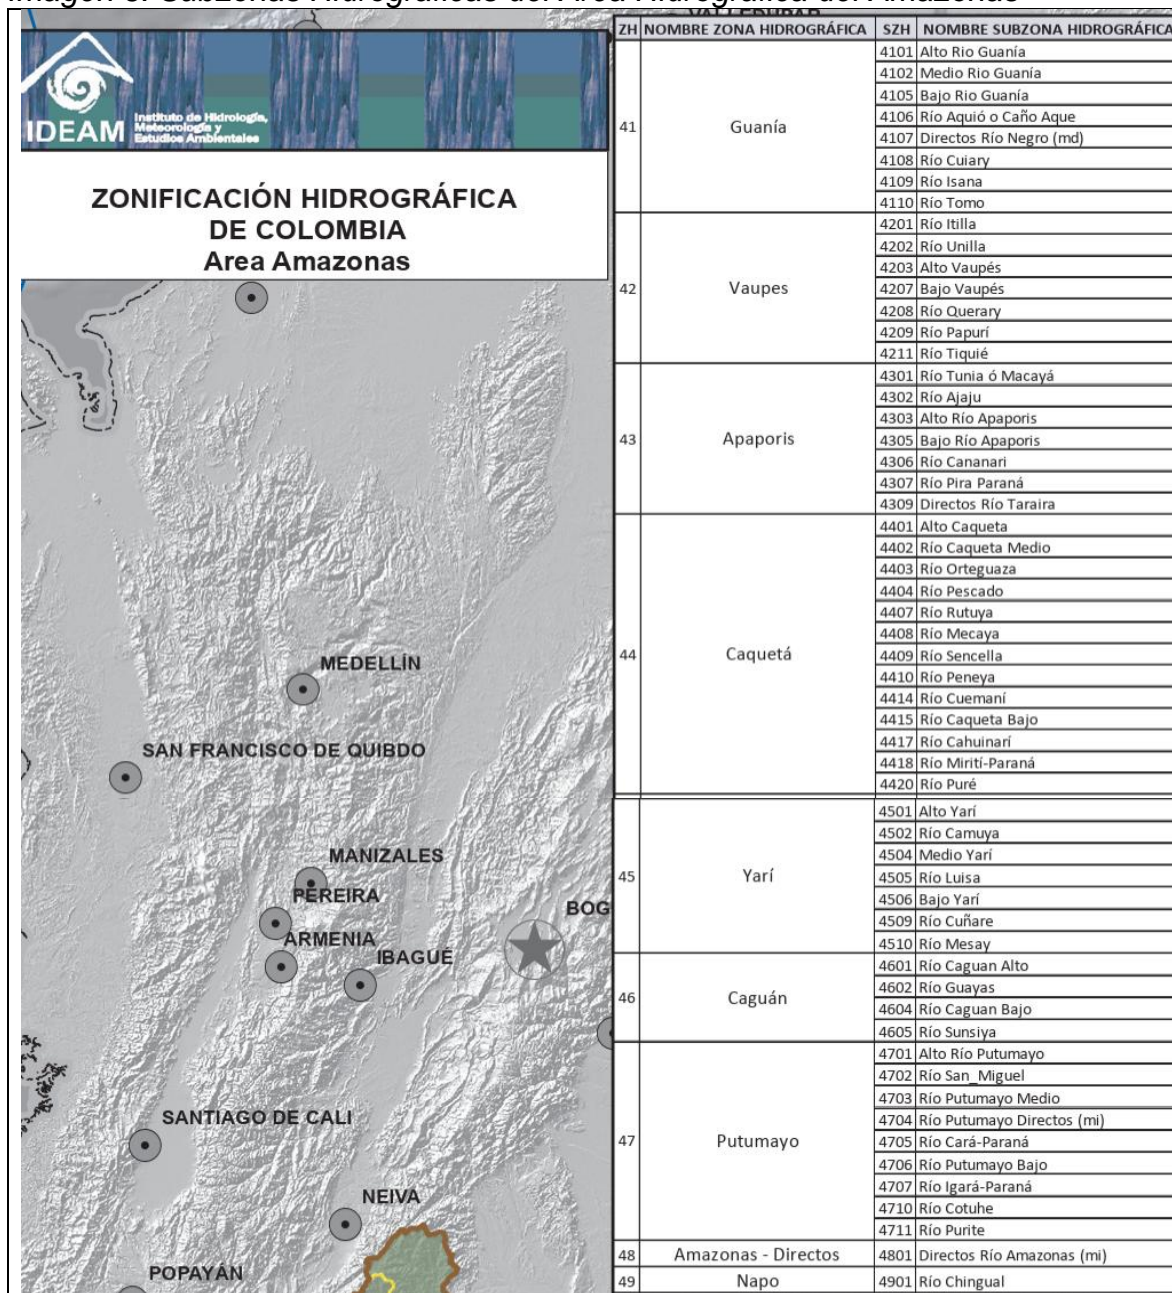 Imagen 3. Subzonas Hidrográficas del Área Hidrográfica del Amazonas
VALLEDUPAR
IDEAM
Instituto de Hidrología,
Meteorología y
Estudios Ambientales
ZONIFICACIÓN HIDROGRÁFICA
DE COLOMBIA
Area Amazonas
MEDELLÍN
SAN FRANCISCO DE QUIBDO
MANIZALES
PEREIRA
ARMENIA
IBAGUÉ
BOG
SANTIAGO DE CALI
NEIVA
POPAYÁN
ZH NOMBRE ZONA HIDROGRÁFICA SZH NOMBRE SUBZONA HIDROGRÁFICA
41 Guanía
4101 Alto Rio Guanía
4102 Medio Rio Guanía
4105 Bajo Rio Guanía
4106 Río Aquió o Caño Aque
4107 Directos Río Negro (md)
4108 Río Cuiary
4109 Río Isana
4110 Río Tomo
42 Vaupes
4201 Río Itilla
4202 Río Unilla
4203 Alto Vaupés
4207 Bajo Vaupés
4208 Río Querary
4209 Río Papurí
4211 Río Tiquié
43 Apaporis
4301 Río Tunia ó Macayá
4302 Río Ajaju
4303 Alto Río Apaporis
4305 Bajo Río Apaporis
4306 Río Cananari
4307 Río Pira Paraná
4309 Directos Río Taraira
44 Caquetá
4401 Alto Caqueta
4402 Río Caqueta Medio
4403 Río Orteguaza
4404 Río Pescado
4407 Río Rutuya
4408 Río Mecaya
4409 Río Sencella
4410 Río Peneya
4414 Río Cuemaní
4415 Río Caqueta Bajo
4417 Río Cahuinarí
4418 Río Mirití-Paraná
4420 Río Puré
45 Yarí
4501 Alto Yarí
4502 Río Camuya
4504 Medio Yarí
4505 Río Luisa
4506 Bajo Yarí
4509 Río Cuñare
4510 Río Mesay
46 Caguán
4601 Río Caguan Alto
4602 Río Guayas
4604 Río Caguan Bajo
4605 Río Sunsiya
47 Putumayo
4701 Alto Río Putumayo
4702 Río San_Miguel
4703 Río Putumayo Medio
4704 Río Putumayo Directos (mi)
4705 Río Cará-Paraná
4706 Río Putumayo Bajo
4707 Río Igará-Paraná
4710 Río Cotuhe
4711 Río Purite
48 Amazonas - Directos 4801 Directos Río Amazonas (mi)
49 Napo 4901 Río Chingual